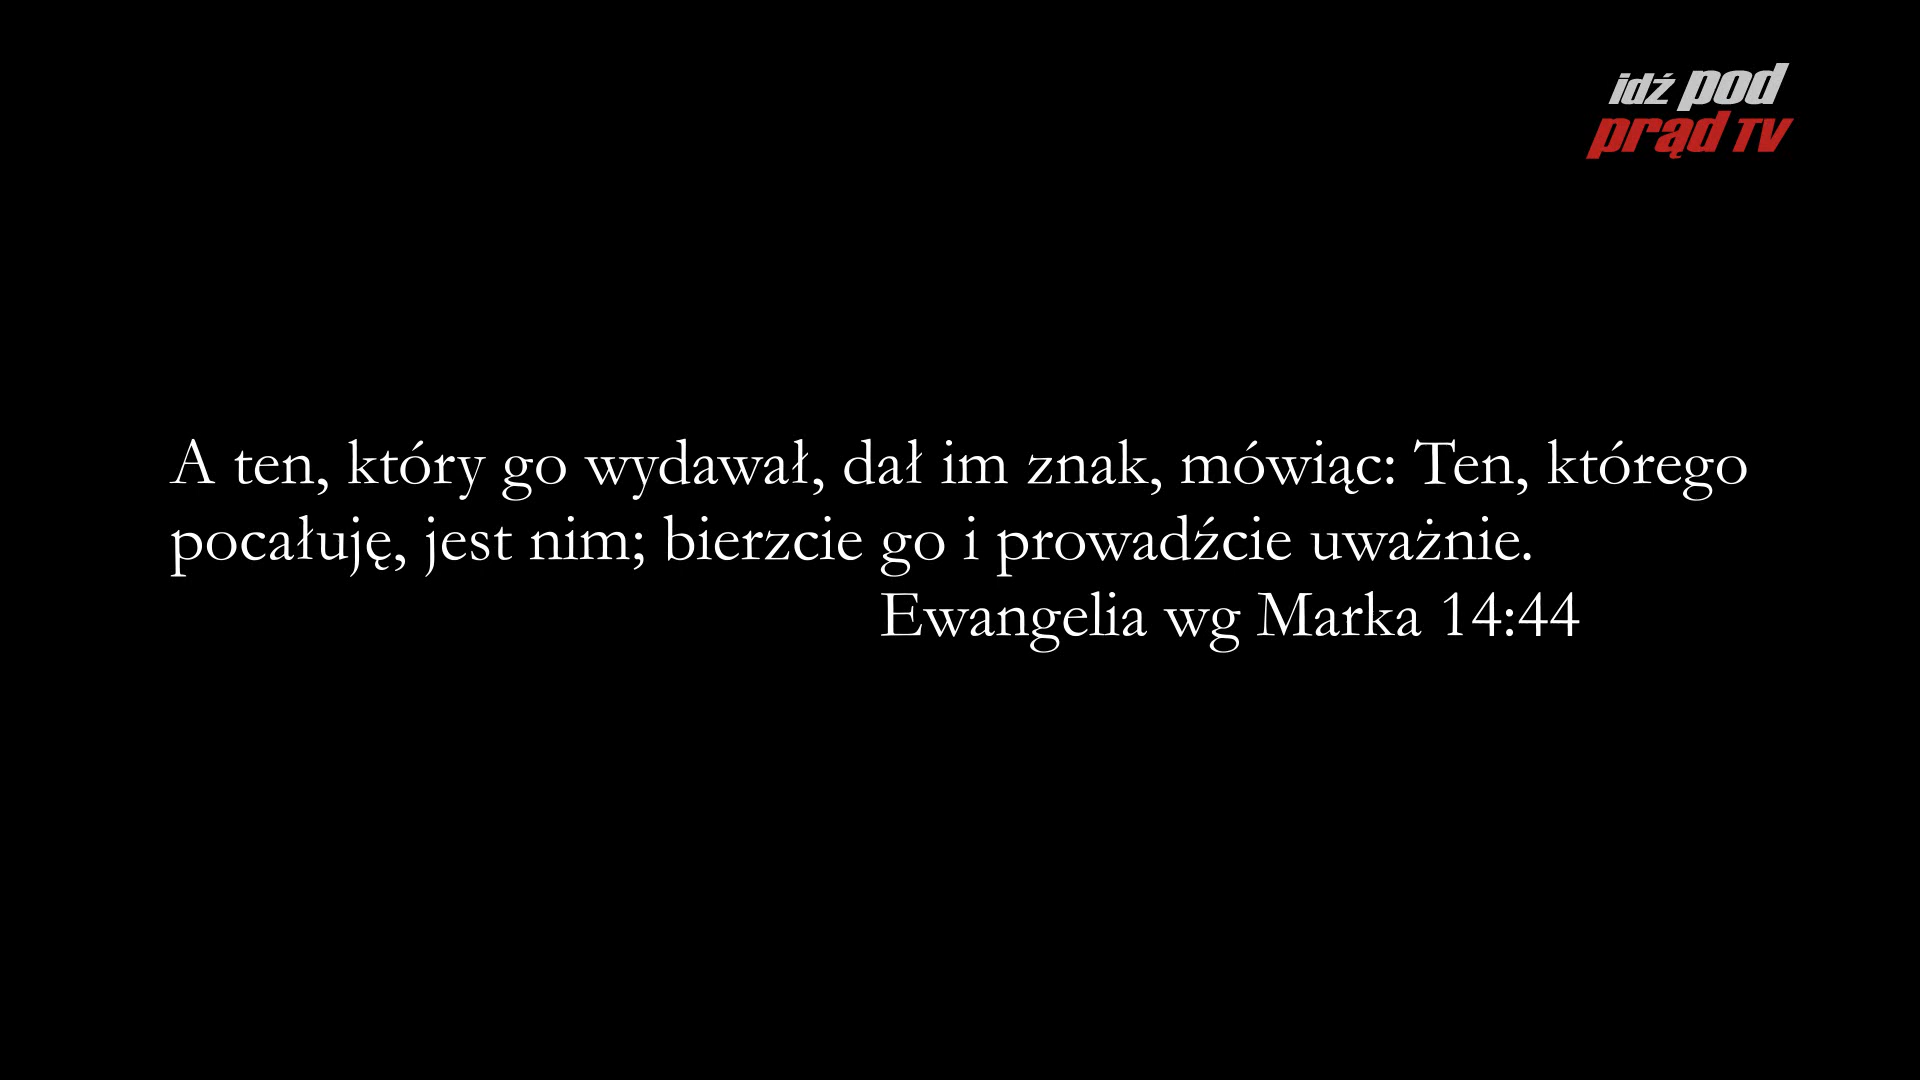 idź pod
prąd TV
A ten, który go wydawał, dał im znak, mówiąc: Ten, którego
pocałuję, jest nim; bierzcie go i prowadźcie uważnie.
Ewangelia wg Marka 14:44